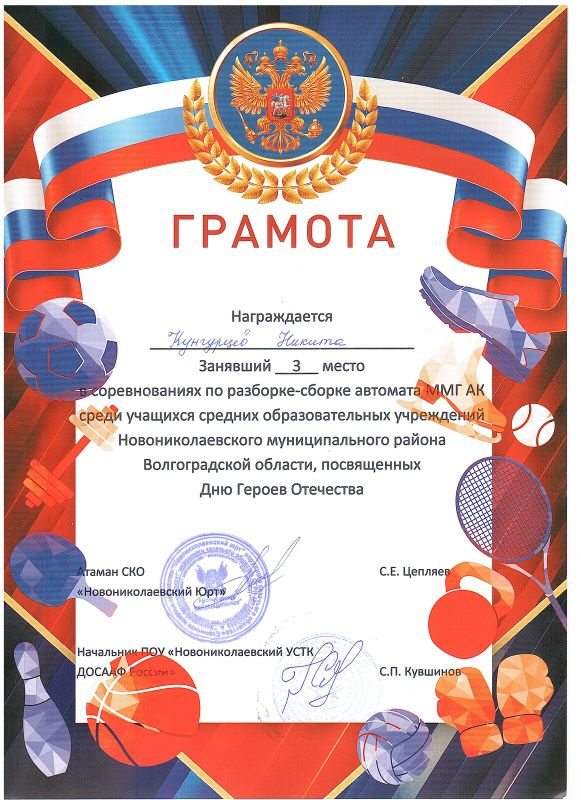 ГРАМОТА
Награждается
Кунгурцев Никита
Занявший 3 место
в соревнованиях по разборке-сборке автомата ММГ АК
среди учащихся средних образовательных учреждений
Новониколаевского муниципального района
Волгоградской области, посвященных
Дню Героев Отечества
Атаман СКО
«Новониколаевский Юрт»
С.Е. Цепляев
Начальник ПОУ «Новониколаевский УСТК
ДОСААФ России»
С.П. Кувшинов